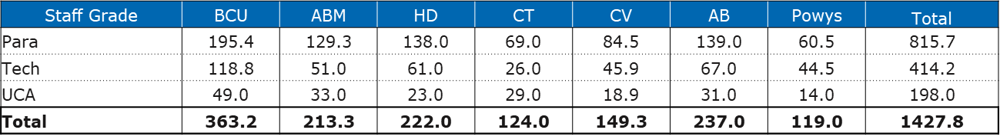 Staff Grade BCU ABM HD CT CV AB Powys Total
Para 195.4 129.3 138.0 69.0 84.5 139.0 60.5 815.7
Tech 118.8 51.0 61.0 26.0 45.9 67.0 44.5 414.2
UCA 49.0 33.0 23.0 29.0 18.9 31.0 14.0 198.0
Total 363.2 213.3 222.0 124.0 149.3 237.0 119.0 1427.8